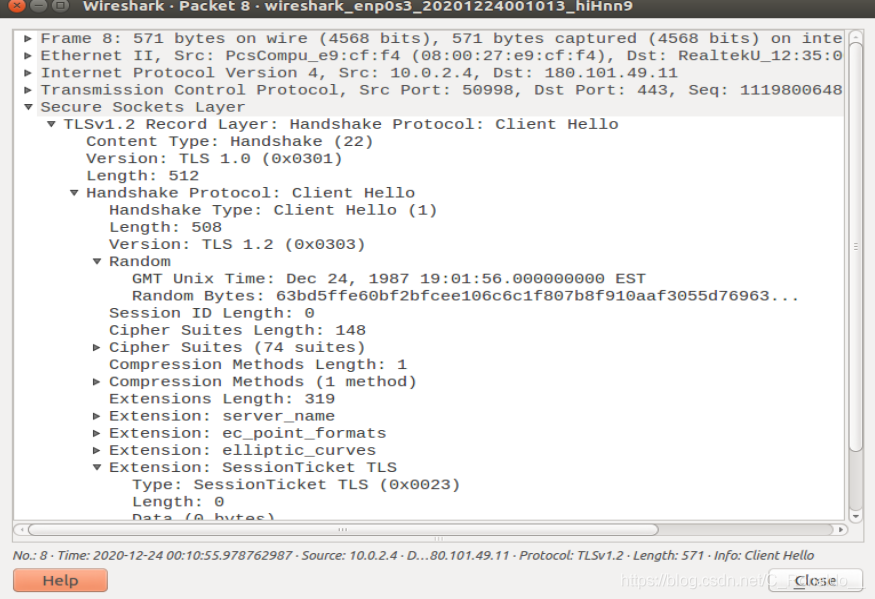 Wireshark · Packet 8 · wireshark_enp0s3_20201224001013_hiHnn9
Frame 8: 571 bytes on wire (4568 bits), 571 bytes captured (4568 bits) on inte
Ethernet II, Src: PcsCompu_e9:cf:f4 (08:00:27:e9:cf:f4), Dst: RealtekU_12:35:0
Internet Protocol Version 4, Src: 10.0.2.4, Dst: 180.101.49.11
Transmission Control Protocol, Src Port: 50998, Dst Port: 443, Seq: 1119800648
Secure Sockets Layer
TLSv1.2 Record Layer: Handshake Protocol: Client Hello
Content Type: Handshake (22)
Version: TLS 1.0 (0x0301)
Length: 512
Handshake Protocol: Client Hello
Handshake Type: Client Hello (1)
Length: 508
Version: TLS 1.2 (0x0303)
Random
GMT Unix Time: Dec 24, 1987 19:01:56.000000000 EST
Random Bytes: 63bd5ffe60bf2bfcee106c6c1f807b8f910aaf3055d76963...
Session ID Length: 0
Cipher Suites Length: 148
Cipher Suites (74 suites)
Compression Methods Length: 1
Compression Methods (1 method)
Extensions Length: 319
Extension: server_name
Extension: ec_point_formats
Extension: elliptic_curves
Extension: SessionTicket TLS
Type: SessionTicket TLS (0x0023)
Length: 0
Data (0 bytes)
No.: 8 · Time: 2020-12-24 00:10:55.978762987 · Source: 10.0.2.4 · D…80.101.49.11 · Protocol: TLSv1.2 · Length: 571 · Info: Client Hello
Help
Close